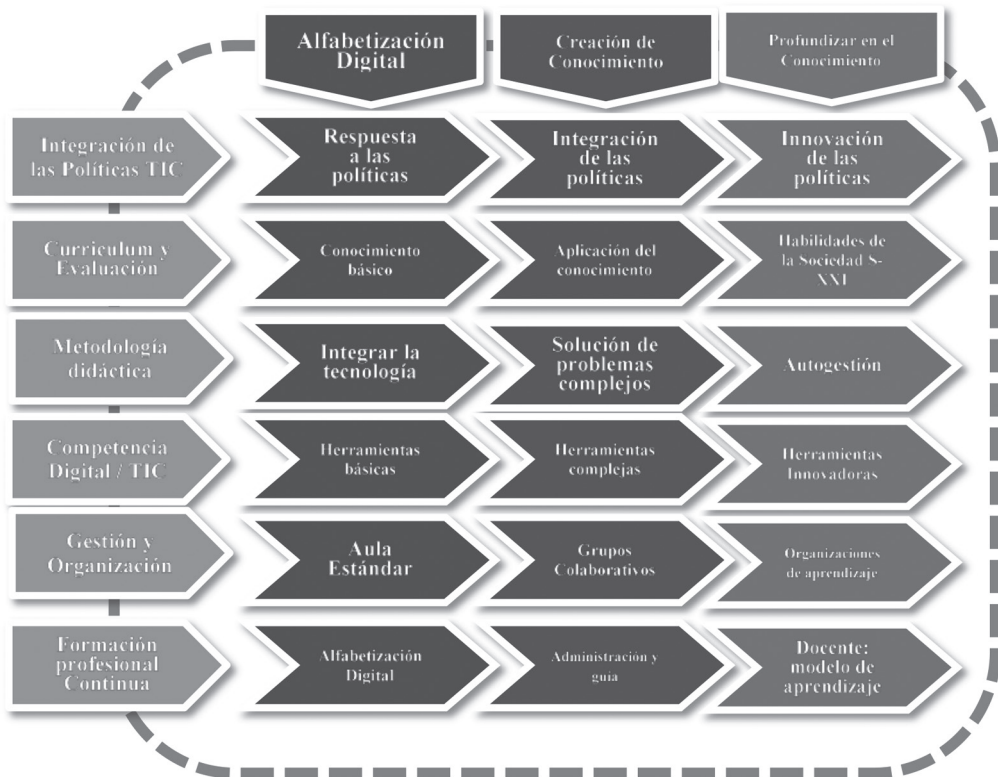 Alfabetización
Digital
Creación de
Conocimiento
Profundizar en el
Conocimiento
Integración de
las Políticas TIC
Respuesta
a las
políticas
Integración
de las
políticas
Innovación
de las
políticas
Curriculum y
Evaluación
Conocimiento
básico
Aplicación del
conocimiento
Habilidades de
la Sociedad S-
XXI
Metodología
didáctica
Integrar la
tecnología
Solución de
problemas
complejos
Autogestión
Competencia
Digital / TIC
Herramientas
básicas
Herramientas
complejas
Herramientas
Innovadoras
Gestión y
Organización
Aula
Estándar
Grupos
Colaborativos
Organizaciones
de aprendizaje
Formación
profesional
Continua
Alfabetización
Digital
Administración y
guía
Docente:
modelo de
aprendizaje